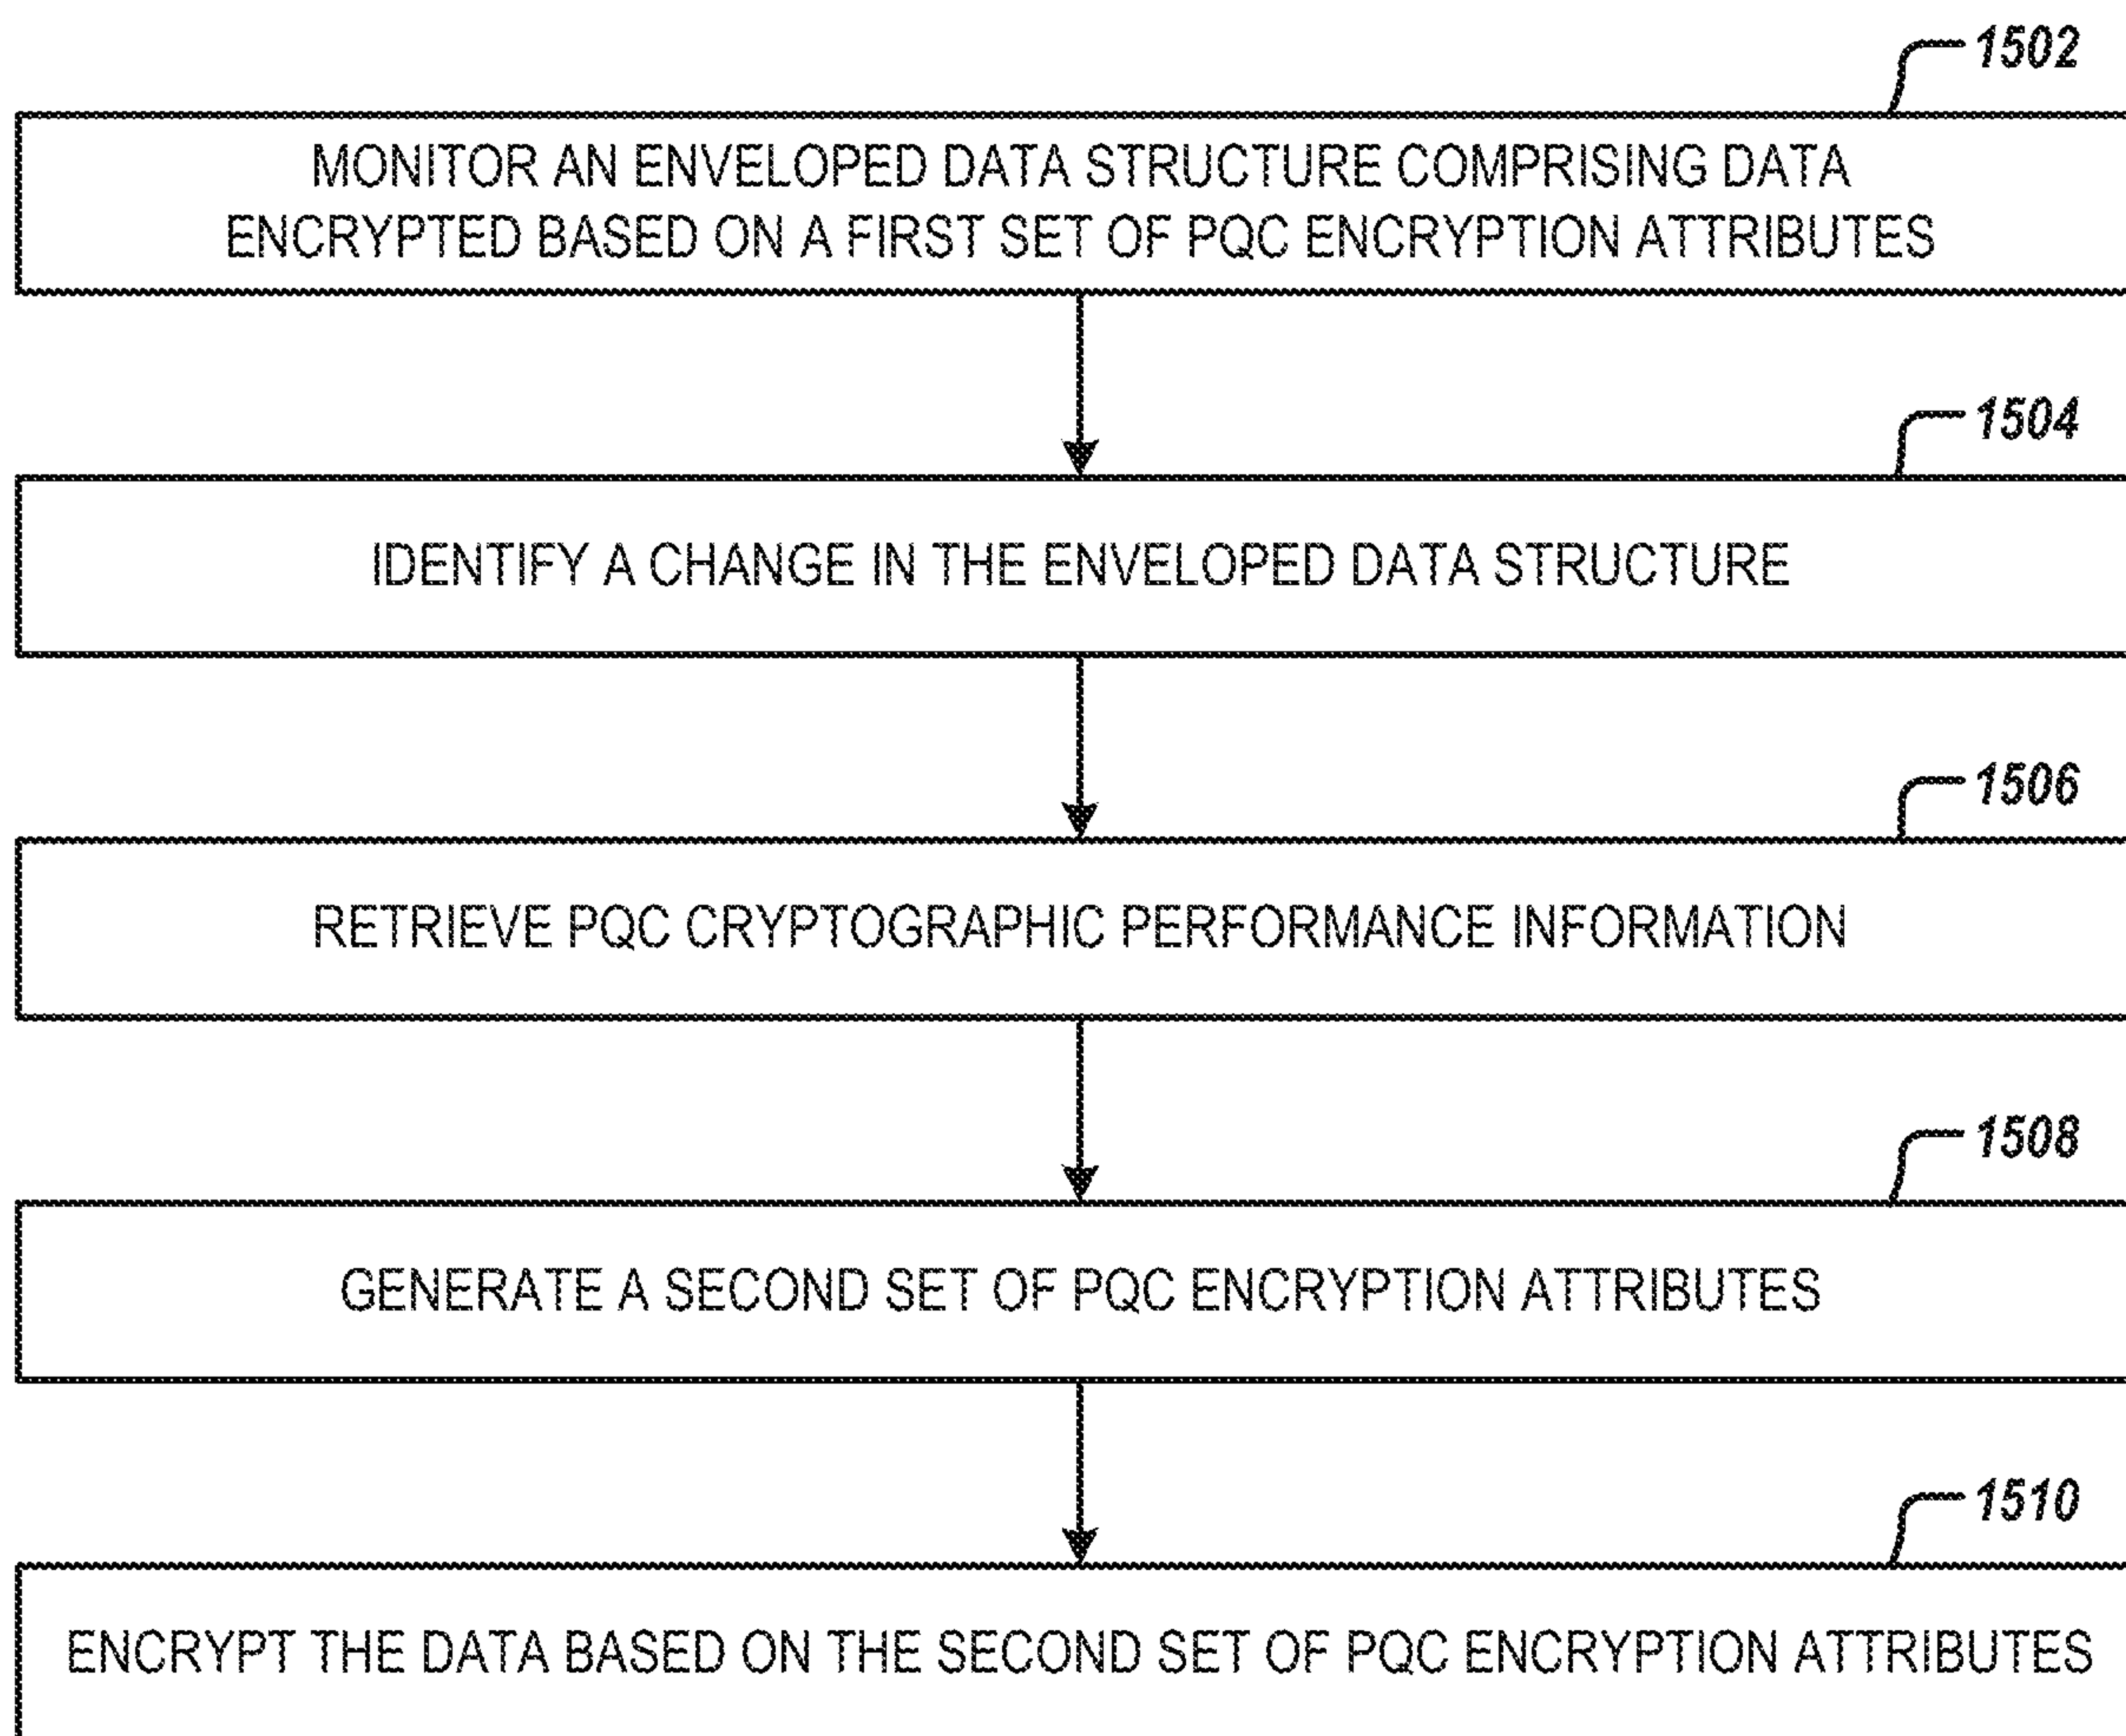 1502
MONITOR AN ENVELOPED DATA STRUCTURE COMPRISING DATA
ENCRYPTED BASED ON A FIRST SET OF PQC ENCRYPTION ATTRIBUTES
1504
IDENTIFY A CHANGE IN THE ENVELOPED DATA STRUCTURE
1506
RETRIEVE PQC CRYPTOGRAPHIC PERFORMANCE INFORMATION
1508
GENERATE A SECOND SET OF PQC ENCRYPTION ATTRIBUTES
1510
ENCRYPT THE DATA BASED ON THE SECOND SET OF PQC ENCRYPTION ATTRIBUTES